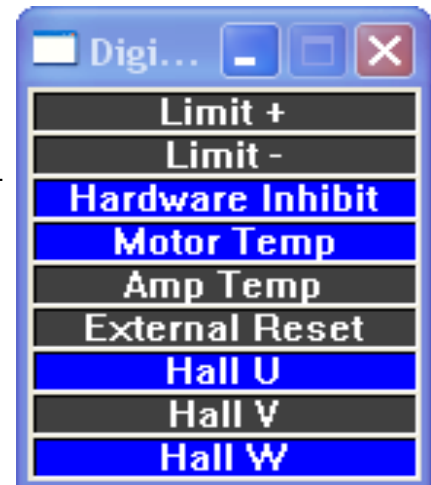 Digi...
Limit +
Limit -
Hardware Inhibit
Motor Temp
Amp Temp
External Reset
Hall U
Hall V
Hall W